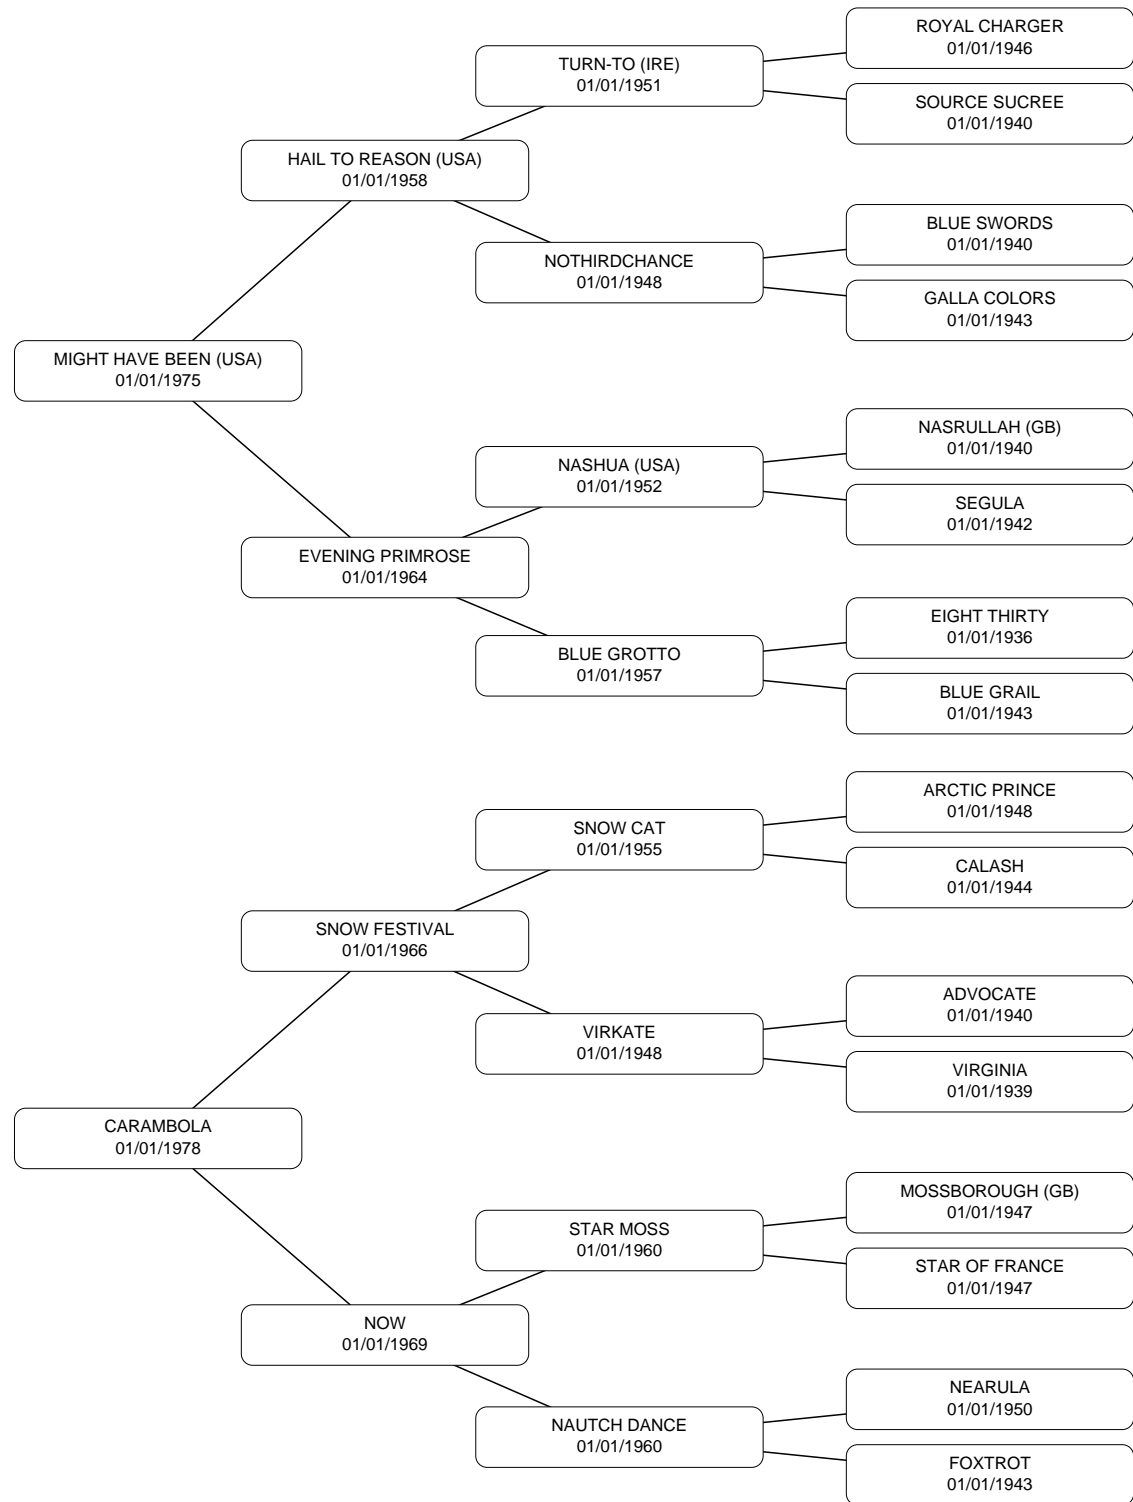 ROYAL CHARGER
01/01/1946
TURN-TO (IRE)
01/01/1951
SOURCE SUCREE
01/01/1940
HAIL TO REASON (USA)
01/01/1958
BLUE SWORDS
01/01/1940
NOTHIRDCHANCE
01/01/1948
GALLA COLORS
01/01/1943
MIGHT HAVE BEEN (USA)
01/01/1975
NASRULLAH (GB)
01/01/1940
NASHUA (USA)
01/01/1952
SEGULA
01/01/1942
EVENING PRIMROSE
01/01/1964
EIGHT THIRTY
01/01/1936
BLUE GROTTO
01/01/1957
BLUE GRAIL
01/01/1943
ARCTIC PRINCE
01/01/1948
SNOW CAT
01/01/1955
CALASH
01/01/1944
SNOW FESTIVAL
01/01/1966
ADVOCATE
01/01/1940
VIRKATE
01/01/1948
VIRGINIA
01/01/1939
CARAMBOLA
01/01/1978
MOSSBOROUGH (GB)
01/01/1947
STAR MOSS
01/01/1960
STAR OF FRANCE
01/01/1947
NOW
01/01/1969
NEARULA
01/01/1950
NAUTCH DANCE
01/01/1960
FOXTROT
01/01/1943